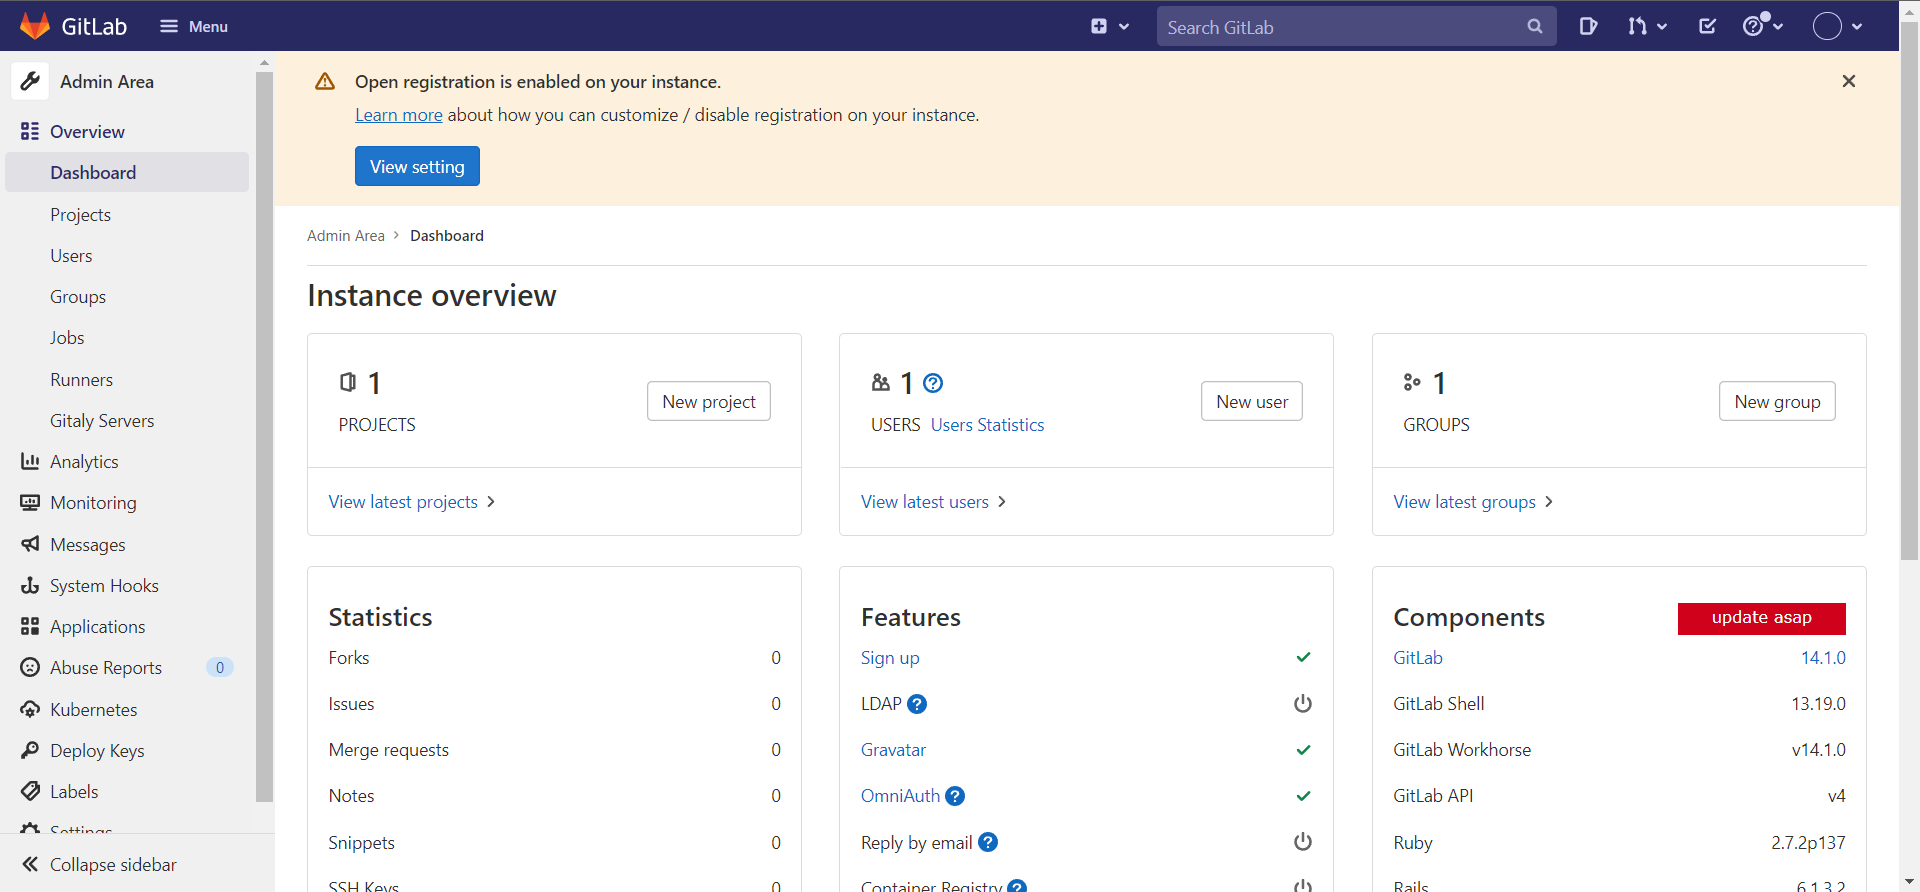 GitLab
Menu
Search GitLab
Admin Area
Overview
Dashboard
Projects
Users
Groups
Jobs
Runners
Gitaly Servers
Analytics
Monitoring
Messages
System Hooks
Applications
Abuse Reports 0
Kubernetes
Deploy Keys
Labels
Settings
Collapse sidebar
Open registration is enabled on your instance.
Learn more about how you can customize / disable registration on your instance.
View setting
Admin Area > Dashboard
Instance overview
1
PROJECTS
New project
View latest projects
1
USERS Users Statistics
New user
View latest users
1
GROUPS
New group
View latest groups
Statistics
Forks 0
Issues 0
Merge requests 0
Notes 0
Snippets 0
SSH Keys 0
Features
Sign up
LDAP
Gravatar
OmniAuth
Reply by email
Container Registry
Components update asap
GitLab 14.1.0
GitLab Shell 13.19.0
GitLab Workhorse v14.1.0
GitLab API v4
Ruby 2.7.2p137
Rails 6.1.3.2